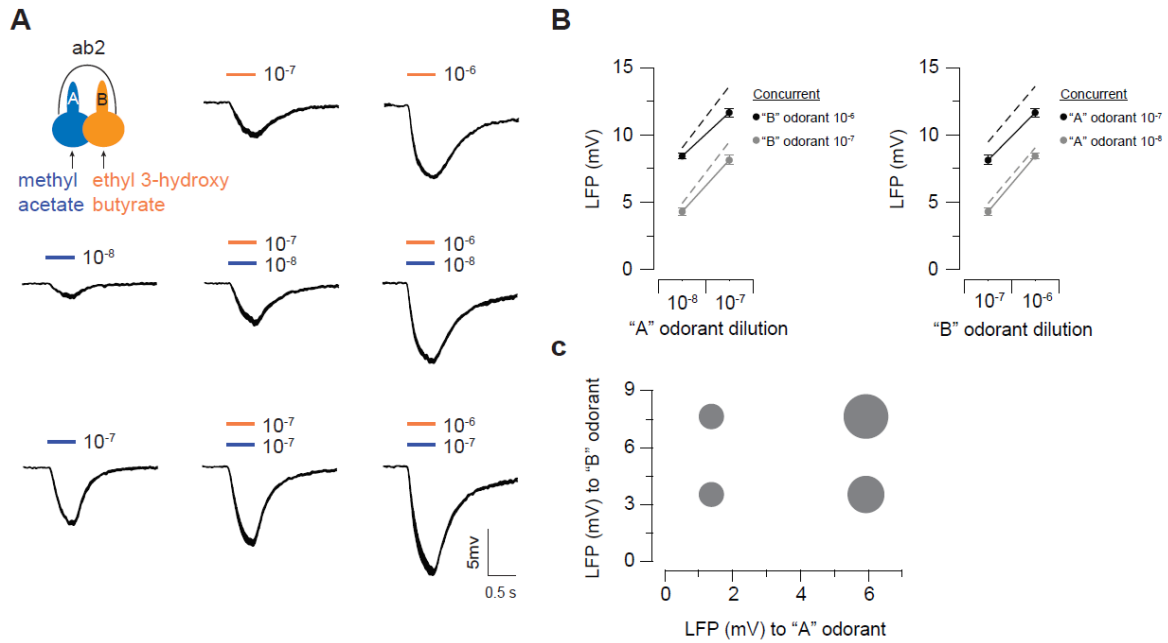 A
ab2
A
B
methyl
acetate
ethyl 3-hydroxy
butyrate
10⁻⁷
10⁻⁶
10⁻⁸
10⁻⁷
10⁻⁸
10⁻⁶
10⁻⁸
10⁻⁷
10⁻⁷
10⁻⁷
10⁻⁶
10⁻⁷
5mv
0.5 s
B
15
10
5
0
LFP (mV)
Concurrent
"B" odorant 10⁻⁶
"B" odorant 10⁻⁷
10⁻⁸ 10⁻⁷
"A" odorant dilution
15
10
5
0
LFP (mV)
Concurrent
"A" odorant 10⁻⁷
"A" odorant 10⁻⁸
10⁻⁷ 10⁻⁶
"B" odorant dilution
c
9
6
3
0
LFP (mV) to "B" odorant
0 2 4 6
LFP (mV) to "A" odorant